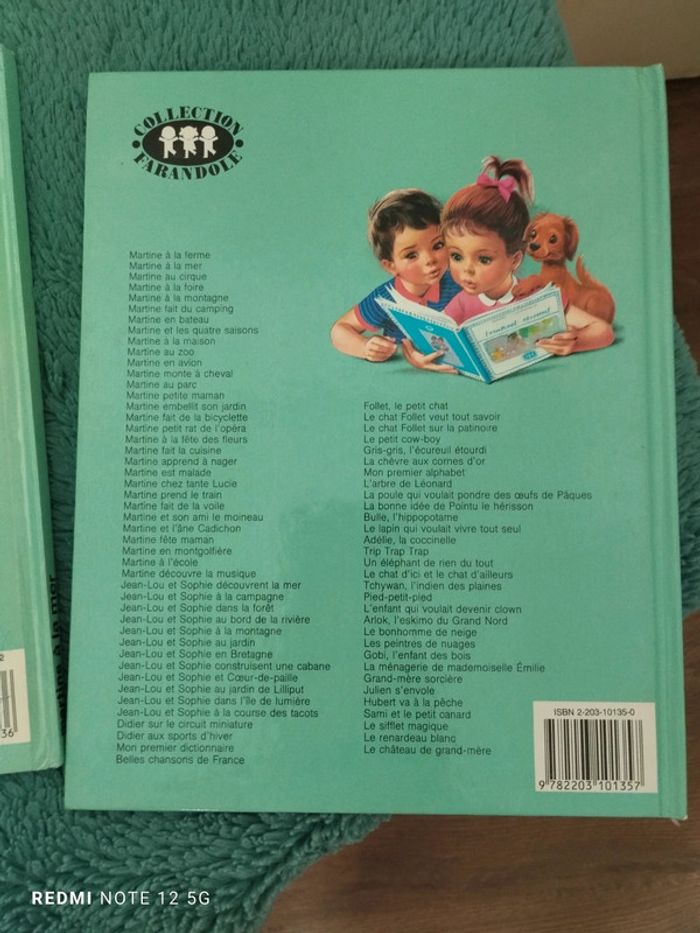 COLLECTION
FARANDOLE
Martine à la ferme
Martine à la mer
Martine au cirque
Martine à la foire
Martine à la montagne
Martine fait du camping
Martine en bateau
Martine et les quatre saisons
Martine à la maison
Martine au zoo
Martine en avion
Martine monte à cheval
Martine au parc
Martine petite maman
Martine embellit son jardin
Martine fait de la bicyclette
Martine petit rat de l'opéra
Martine à la fête des fleurs
Martine fait la cuisine
Martine apprend à nager
Martine est malade
Martine chez tante Lucie
Martine prend le train
Martine fait de la voile
Martine et son ami le moineau
Martine et l'âne Cadichon
Martine fête maman
Martine en montgolfière
Martine à l'école
Martine découvre la musique
Jean-Lou et Sophie découvrent la mer
Jean-Lou et Sophie à la campagne
Jean-Lou et Sophie dans la forêt
Jean-Lou et Sophie au bord de la rivière
Jean-Lou et Sophie à la montagne
Jean-Lou et Sophie au jardin
Jean-Lou et Sophie en Bretagne
Jean-Lou et Sophie construisent une cabane
Jean-Lou et Sophie et Cœur-de-paille
Jean-Lou et Sophie au jardin de Lilliput
Jean-Lou et Sophie dans l'île de lumière
Jean-Lou et Sophie à la course des tacots
Didier sur le circuit miniature
Didier aux sports d'hiver
Mon premier dictionnaire
Belles chansons de France
Follet, le petit chat
Le chat Follet veut tout savoir
Le chat Follet sur la patinoire
Le petit cow-boy
Gris-gris, l'écureuil étourdi
La chèvre aux cornes d'or
Mon premier alphabet
L'arbre de Léonard
La poule qui voulait pondre des œufs de Pâques
La bonne idée de Pointu le hérisson
Bulle, l'hippopotame
Le lapin qui voulait vivre tout seul
Adélie, la coccinelle
Trip Trap Trap
Un éléphant de rien du tout
Le chat d'ici et le chat d'ailleurs
Tchywan, l'indien des plaines
Pied-petit-pied
L'enfant qui voulait devenir clown
Arlok, l'eskimo du Grand Nord
Le bonhomme de neige
Les peintres de nuages
Gobi, l'enfant des bois
La ménagerie de mademoiselle Émilie
Grand-mère sorcière
Julien s'envole
Hubert va à la pêche
Sami et le petit canard
Le sifflet magique
Le renardeau blanc
Le château de grand-mère
ISBN 2-203-10135-0
9 782203 101357
à la mer
2
36
REDMI NOTE 12 5G